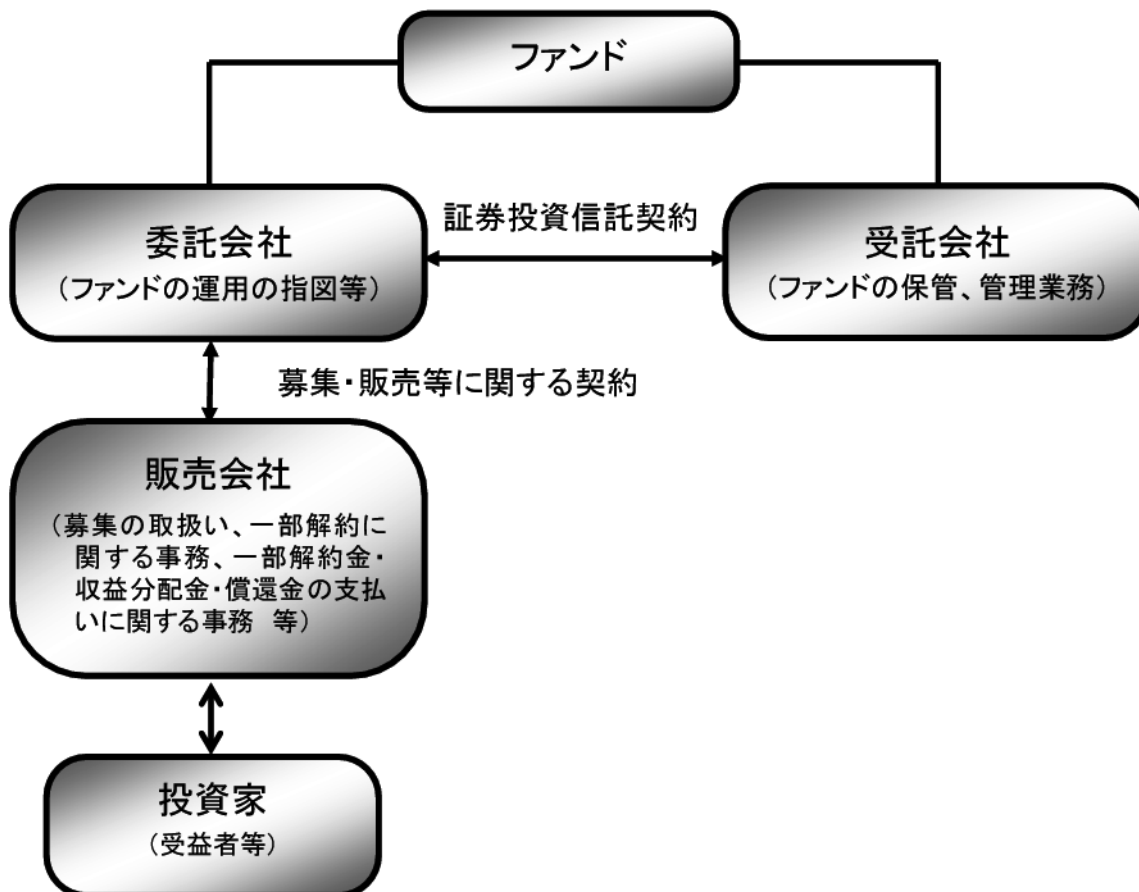 ファンド
委託会社
（ファンドの運用の指図等）
証券投資信託契約
受託会社
（ファンドの保管、管理業務）
募集・販売等に関する契約
販売会社
（募集の取扱い、一部解約に
関する事務、一部解約金・
収益分配金・償還金の支払
いに関する事務　等）
投資家
（受益者等）